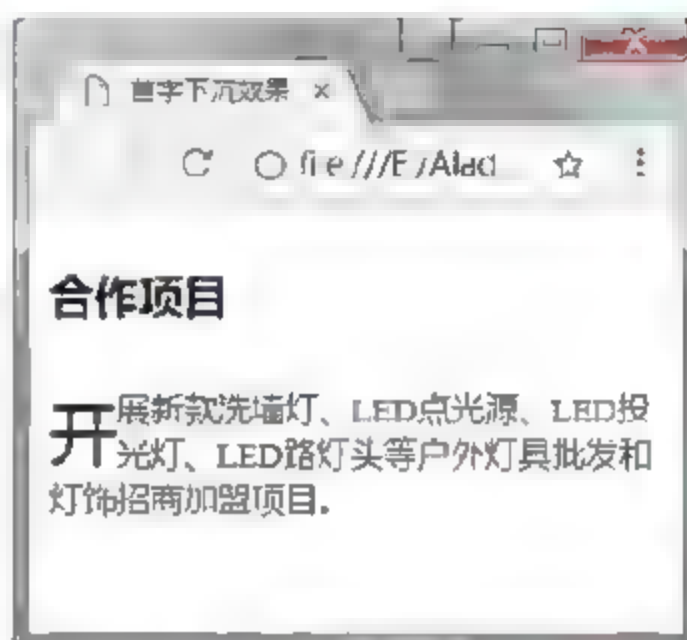 首字下沉效果 ×
file:///E:/Alad
合作项目
开展新款洗墙灯、LED点光源、LED投
光灯、LED路灯头等户外灯具批发和
灯饰招商加盟项目。